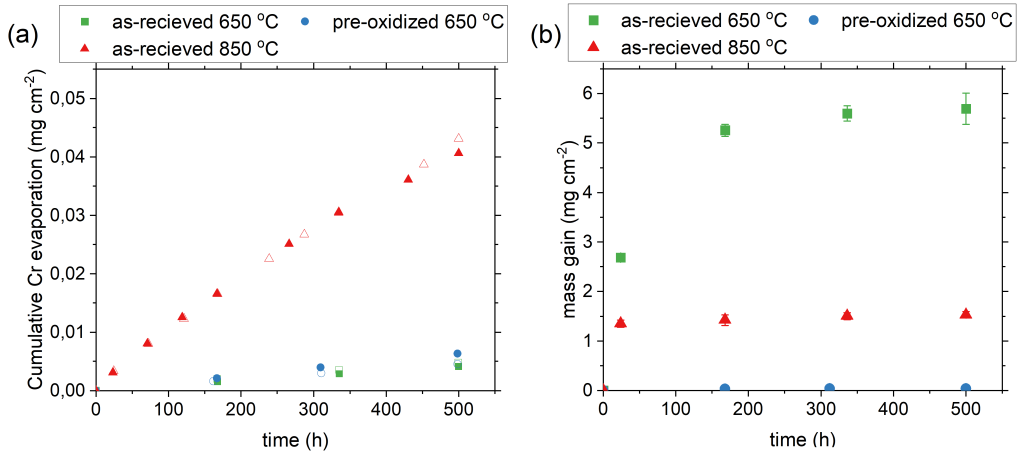 (a)
as-recieved 650 °C
pre-oxidized 650 °C
as-recieved 850 °C
Cumulative Cr evaporation (mg cm⁻²)
0,05
0,04
0,03
0,02
0,01
0,00
0
100
200
300
400
500
time (h)
(b)
as-recieved 650 °C
pre-oxidized 650 °C
as-recieved 850 °C
mass gain (mg cm⁻²)
6
5
4
3
2
1
0
0
100
200
300
400
500
time (h)